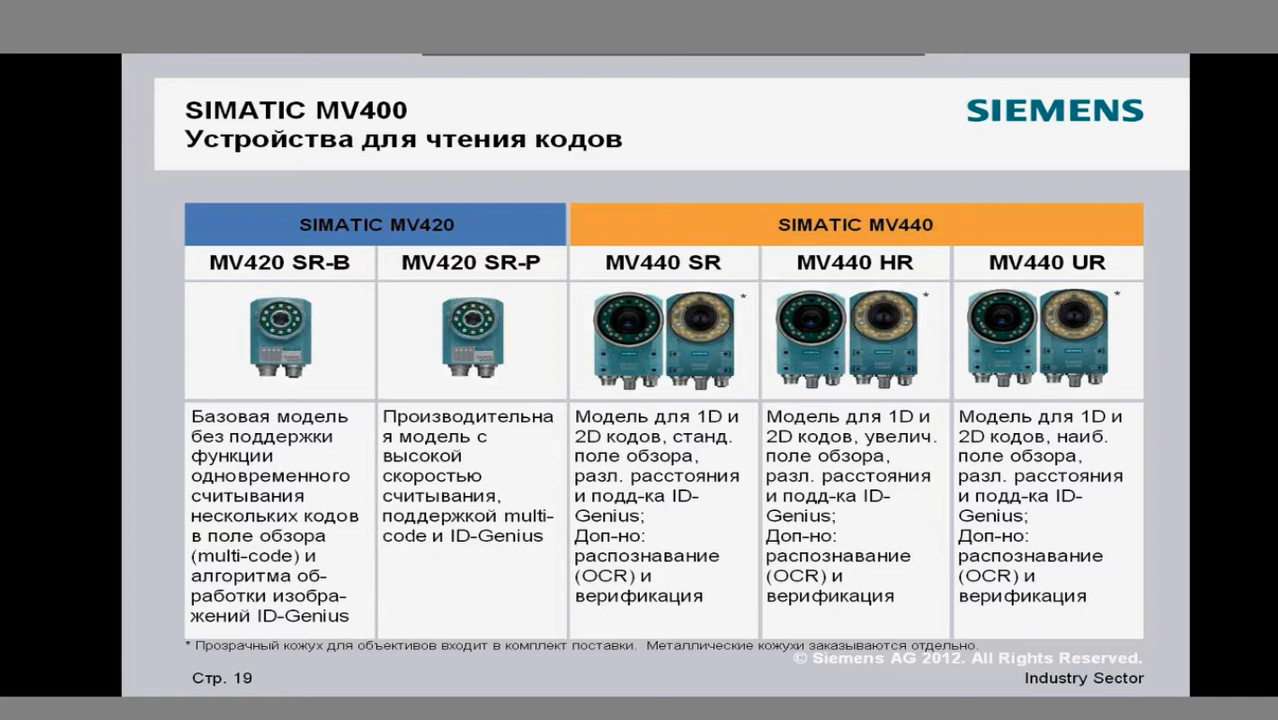 SIMATIC MV400
Устройства для чтения кодов
SIEMENS
SIMATIC MV420
SIMATIC MV440
MV420 SR-B
MV420 SR-P
MV440 SR
MV440 HR
MV440 UR
*
*
*
Базовая модель
без поддержки
функции
одновременного
считывания
нескольких кодов
в поле обзора
(multi-code) и
алгоритма об-
работки изобра-
жений ID-Genius
Производительна
я модель с
высокой
скоростью
считывания,
поддержкой multi-
code и ID-Genius
Модель для 1D и
2D кодов, станд.
поле обзора,
разл. расстояния
и подд-ка ID-
Genius;
Доп-но:
распознавание
(OCR) и
верификация
Модель для 1D и
2D кодов, увелич.
поле обзора,
разл. расстояния
и подд-ка ID-
Genius;
Доп-но:
распознавание
(OCR) и
верификация
Модель для 1D и
2D кодов, наиб.
поле обзора,
разл. расстояния
и подд-ка ID-
Genius;
Доп-но:
распознавание
(OCR) и
верификация
* Прозрачный кожух для объективов входит в комплект поставки. Металлические кожухи заказываются отдельно.
© Siemens AG 2012. All Rights Reserved.
Стр. 19
Industry Sector